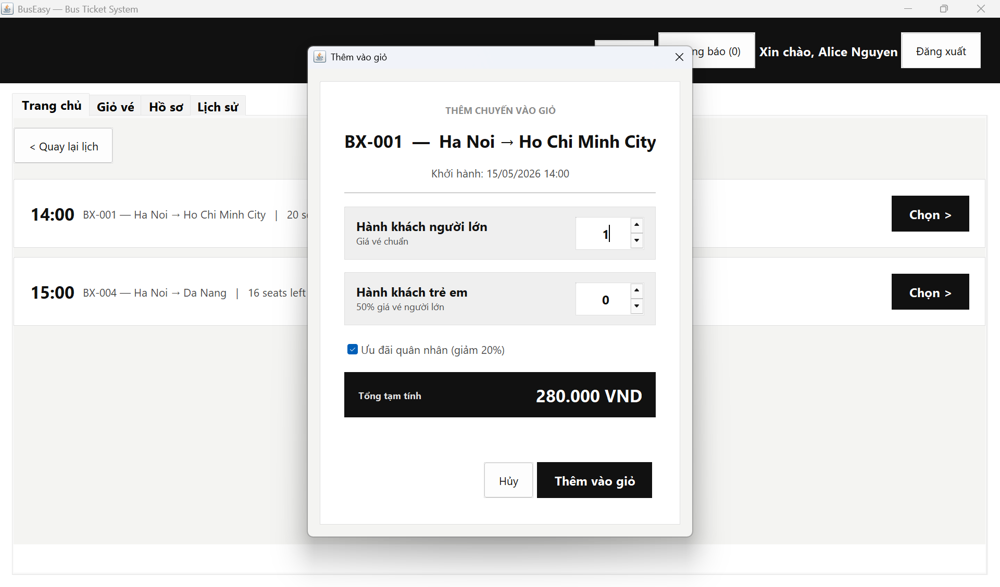 BusEasy — Bus Ticket System
ng báo (0)
Xin chào, Alice Nguyen
Đăng xuất
Trang chủ
Giỏ vé
Hồ sơ
Lịch sử
< Quay lại lịch
14:00 BX-001 — Ha Noi → Ho Chi Minh City | 20
Chọn >
15:00 BX-004 — Ha Noi → Da Nang | 16 seats left
Chọn >
Thêm vào giỏ
THÊM CHUYẾN VÀO GIỎ
BX-001 — Ha Noi → Ho Chi Minh City
Khởi hành: 15/05/2026 14:00
Hành khách người lớn
Giá vé chuẩn
1
Hành khách trẻ em
50% giá vé người lớn
0
Ưu đãi quân nhân (giảm 20%)
Tổng tạm tính
280.000 VND
Hủy
Thêm vào giỏ